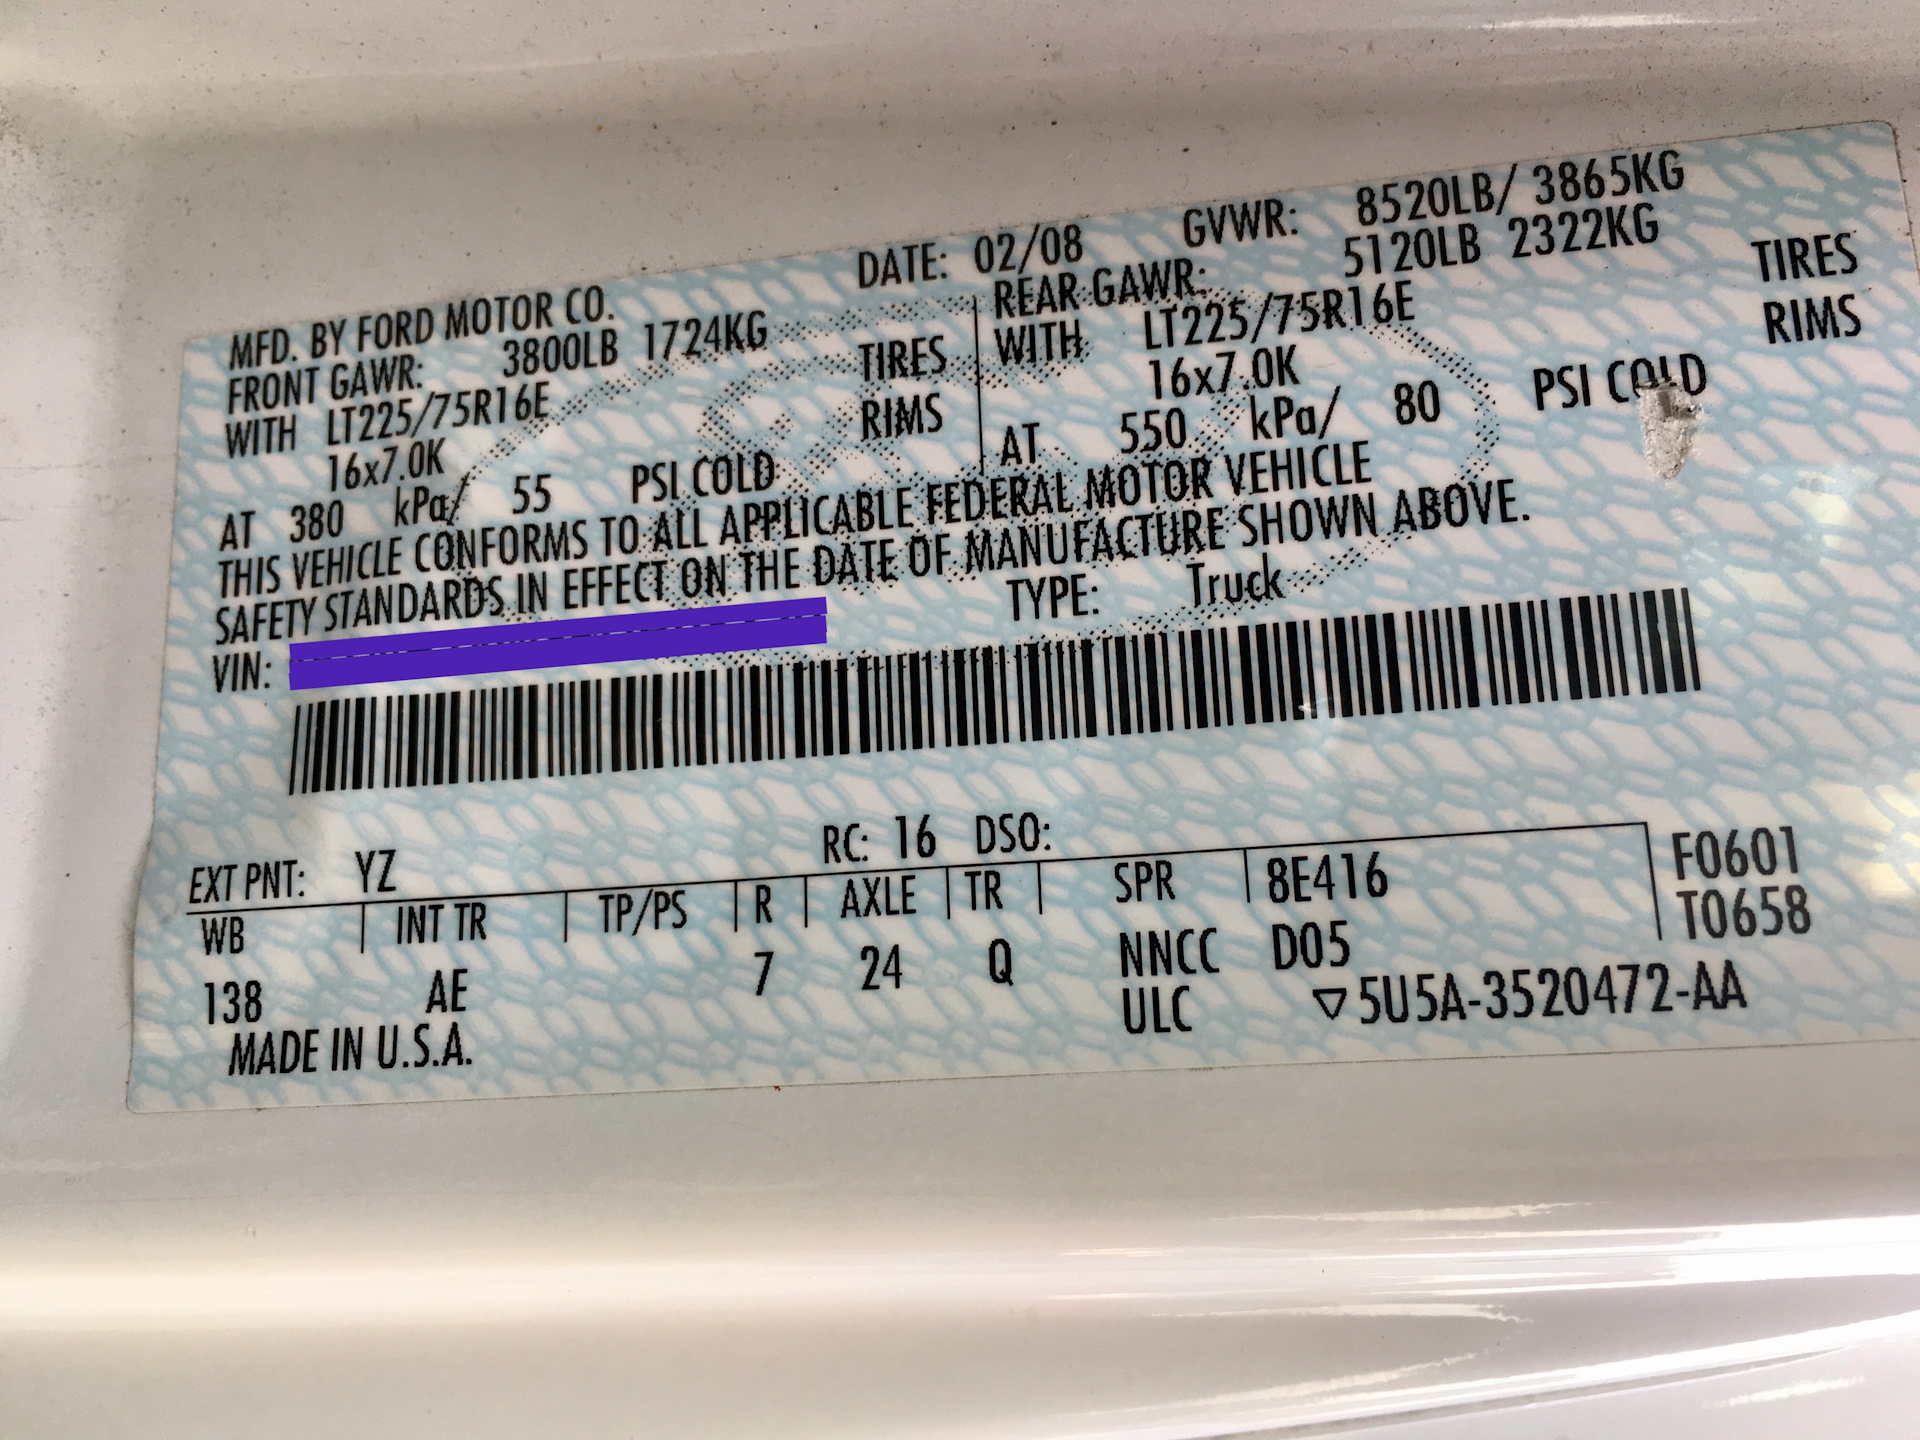 MFD. BY FORD MOTOR CO. DATE: 02/08 GVWR: 8520LB/ 3865KG
FRONT GAWR: 3800LB 1724KG REAR GAWR: 5120LB 2322KG
WITH LT225/75R16E TIRES WITH LT225/75R16E TIRES
16x7.0K RIMS 16x7.0K RIMS
AT 380 kPa/ 55 PSI COLD AT 550 kPa/ 80 PSI COLD
THIS VEHICLE CONFORMS TO ALL APPLICABLE FEDERAL MOTOR VEHICLE
SAFETY STANDARDS IN EFFECT ON THE DATE OF MANUFACTURE SHOWN ABOVE.
VIN: TYPE: Truck
EXT PNT: YZ RC: 16 DSO: F0601
WB INT TR TP/PS R AXLE TR SPR 8E416 T0658
138 AE 7 24 Q NNCC D05
MADE IN U.S.A. ULC ▽5U5A-3520472-AA